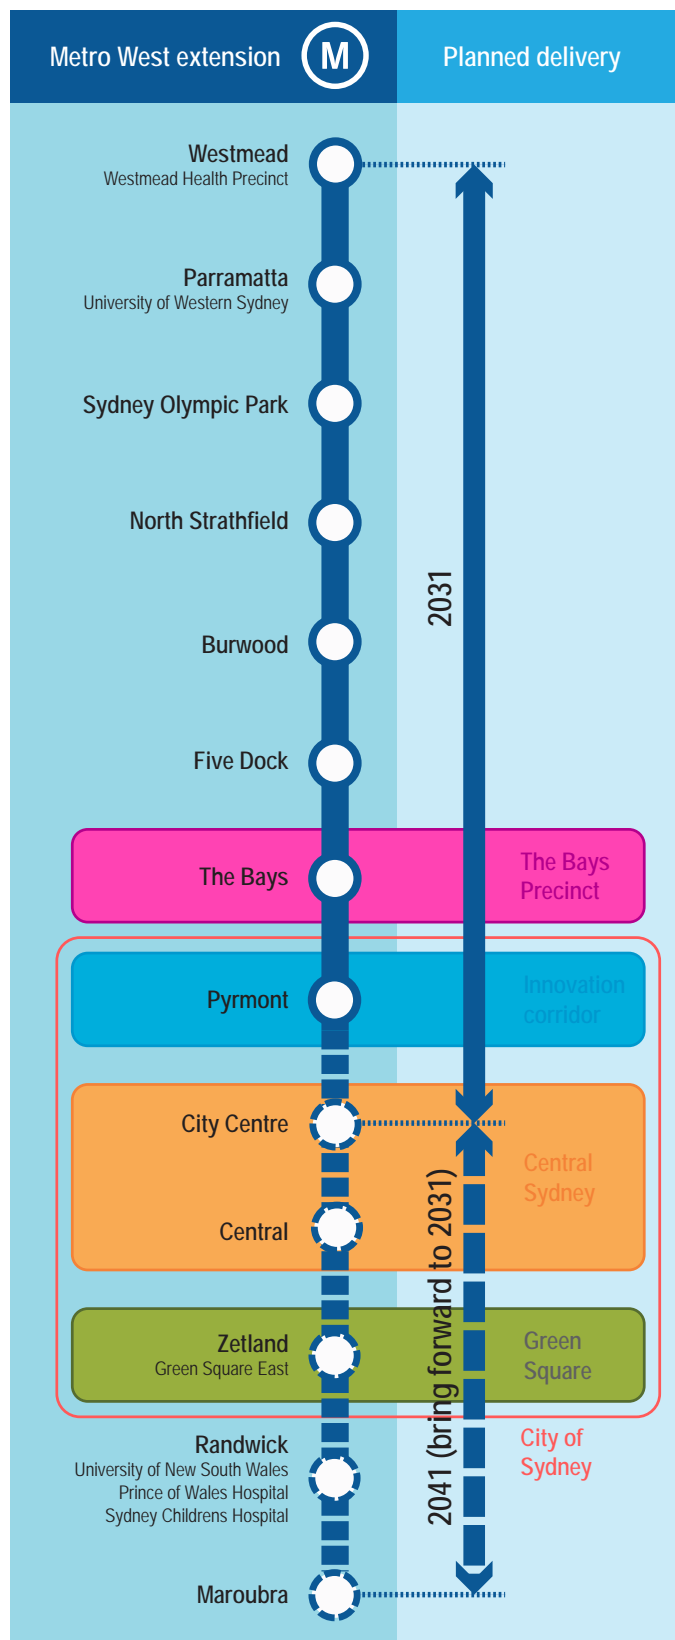 Metro West extension
M
Planned delivery
Westmead
Westmead Health Precinct
Parramatta
University of Western Sydney
Sydney Olympic Park
North Strathfield
2031
Burwood
Five Dock
The Bays
The Bays
Precinct
Pyrmont
Innovation
corridor
City Centre
Central
Sydney
Central
2041 (bring forward to 2031)
Zetland
Green Square East
Green
Square
City of
Sydney
Randwick
University of New South Wales
Prince of Wales Hospital
Sydney Childrens Hospital
Maroubra